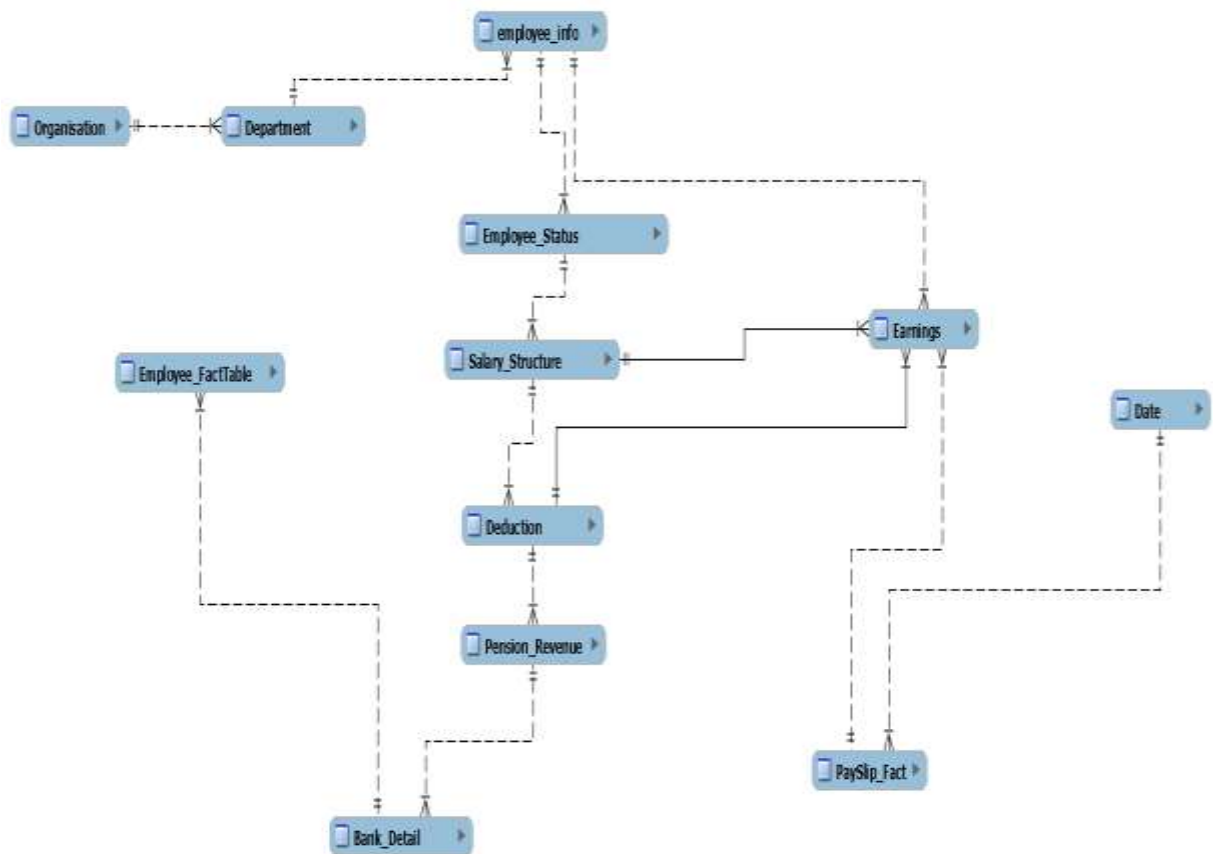 employee_info
Organisation
Department
Employee_Status
Earnings
Salary_Structure
Employee_FactTable
Date
Deduction
Pension_Revenue
PaySlip_Fact
Bank_Detail